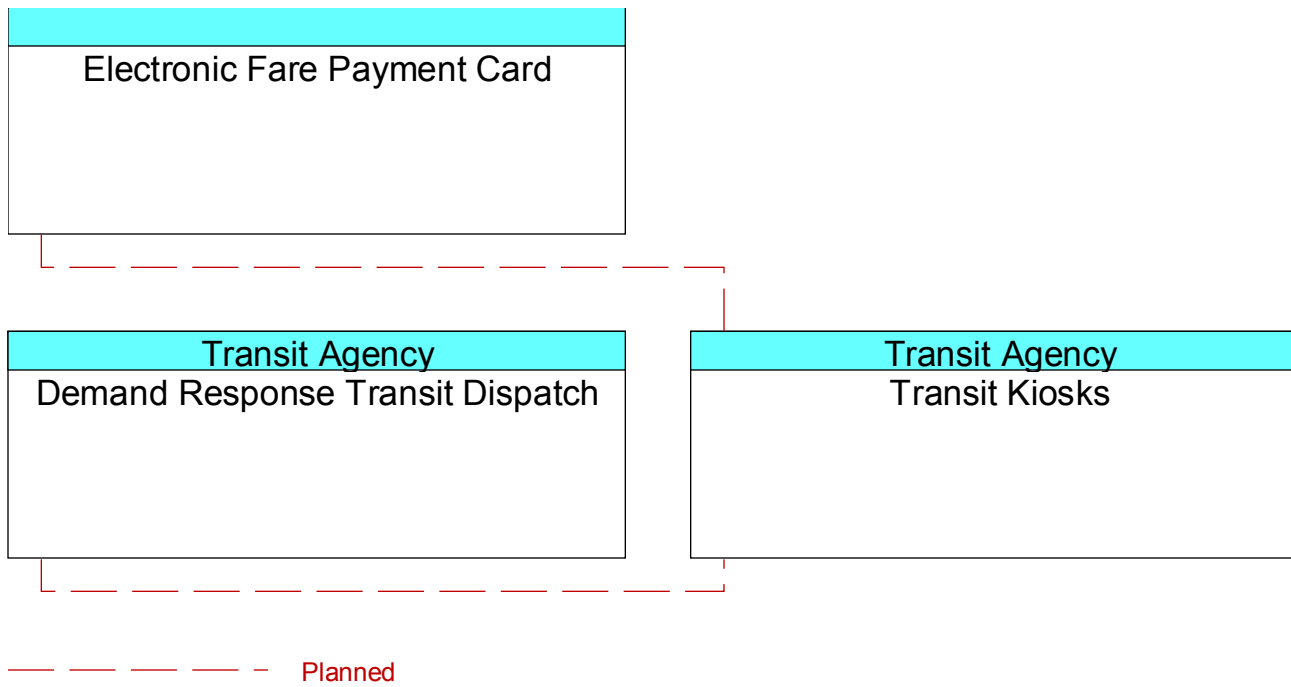 Electronic Fare Payment Card
Transit Agency
Demand Response Transit Dispatch
Transit Agency
Transit Kiosks
Planned